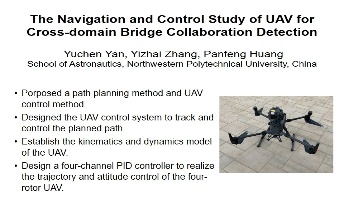 The Navigation and Control Study of UAV for
Cross-domain Bridge Collaboration Detection
Yuchen Yan, Yizhai Zhang, Panfeng Huang
School of Astronautics, Northwestern Polytechnical University, China
• Porposed a path planning method and UAV
control method
• Designed the UAV control system to track and
control the planned path
• Establish the kinematics and dynamics
model of the UAV.
• Design a four-channel PID controller to realize
the trajectory and attitude control of the four-
rotor UAV.